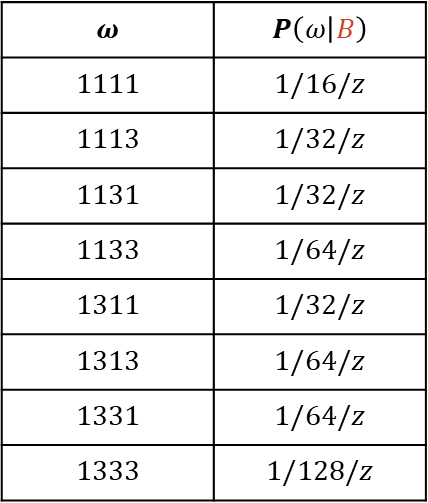 ω P(ω|B)
1111 1/16/z
1113 1/32/z
1131 1/32/z
1133 1/64/z
1311 1/32/z
1313 1/64/z
1331 1/64/z
1333 1/128/z